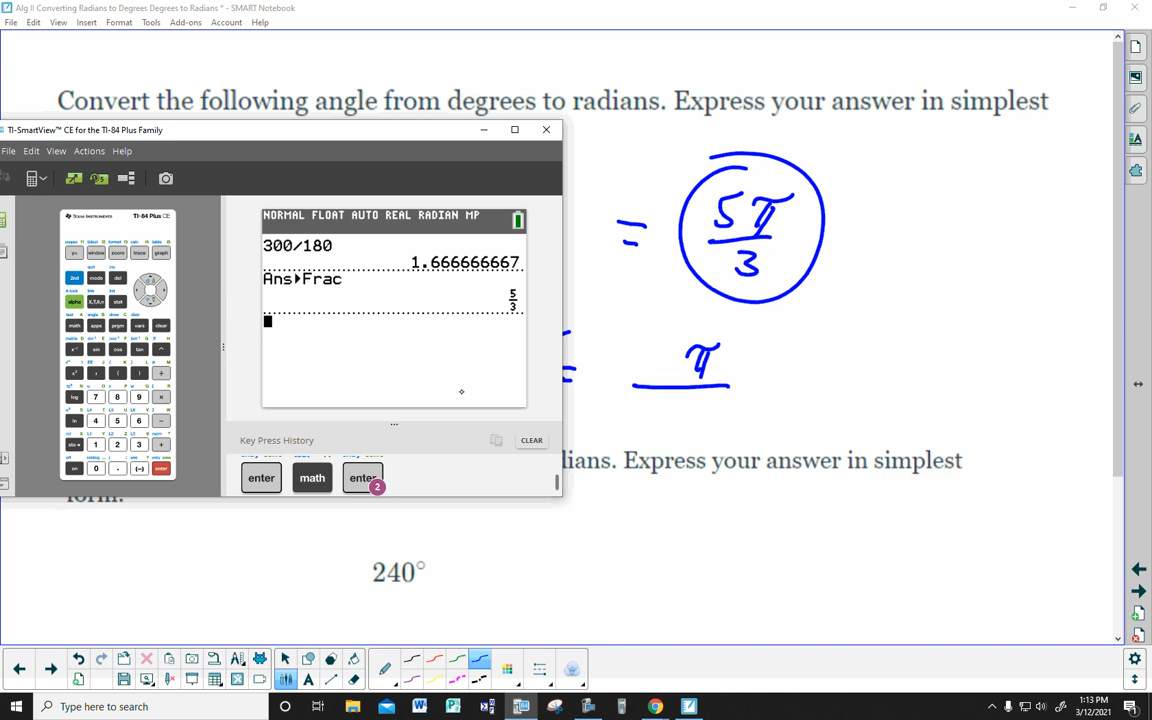 Alg II Converting Radians to Degrees Degrees to Radians * - SMART Notebook
File Edit View Insert Format Tools Add-ons Account Help
Convert the following angle from degrees to radians. Express your answer in simplest
TI-SmartView™ CE for the TI-84 Plus Family
File Edit View Actions Help
TEXAS INSTRUMENTS TI-84 Plus CE
NORMAL FLOAT AUTO REAL RADIAN MP
300/180
1.666666667
Ans▸Frac
5/3
= 5π/3
= π
Key Press History
CLEAR
enter math enter
2
dians. Express your answer in simplest
form.
240°
Type here to search
1:13 PM
3/12/2021